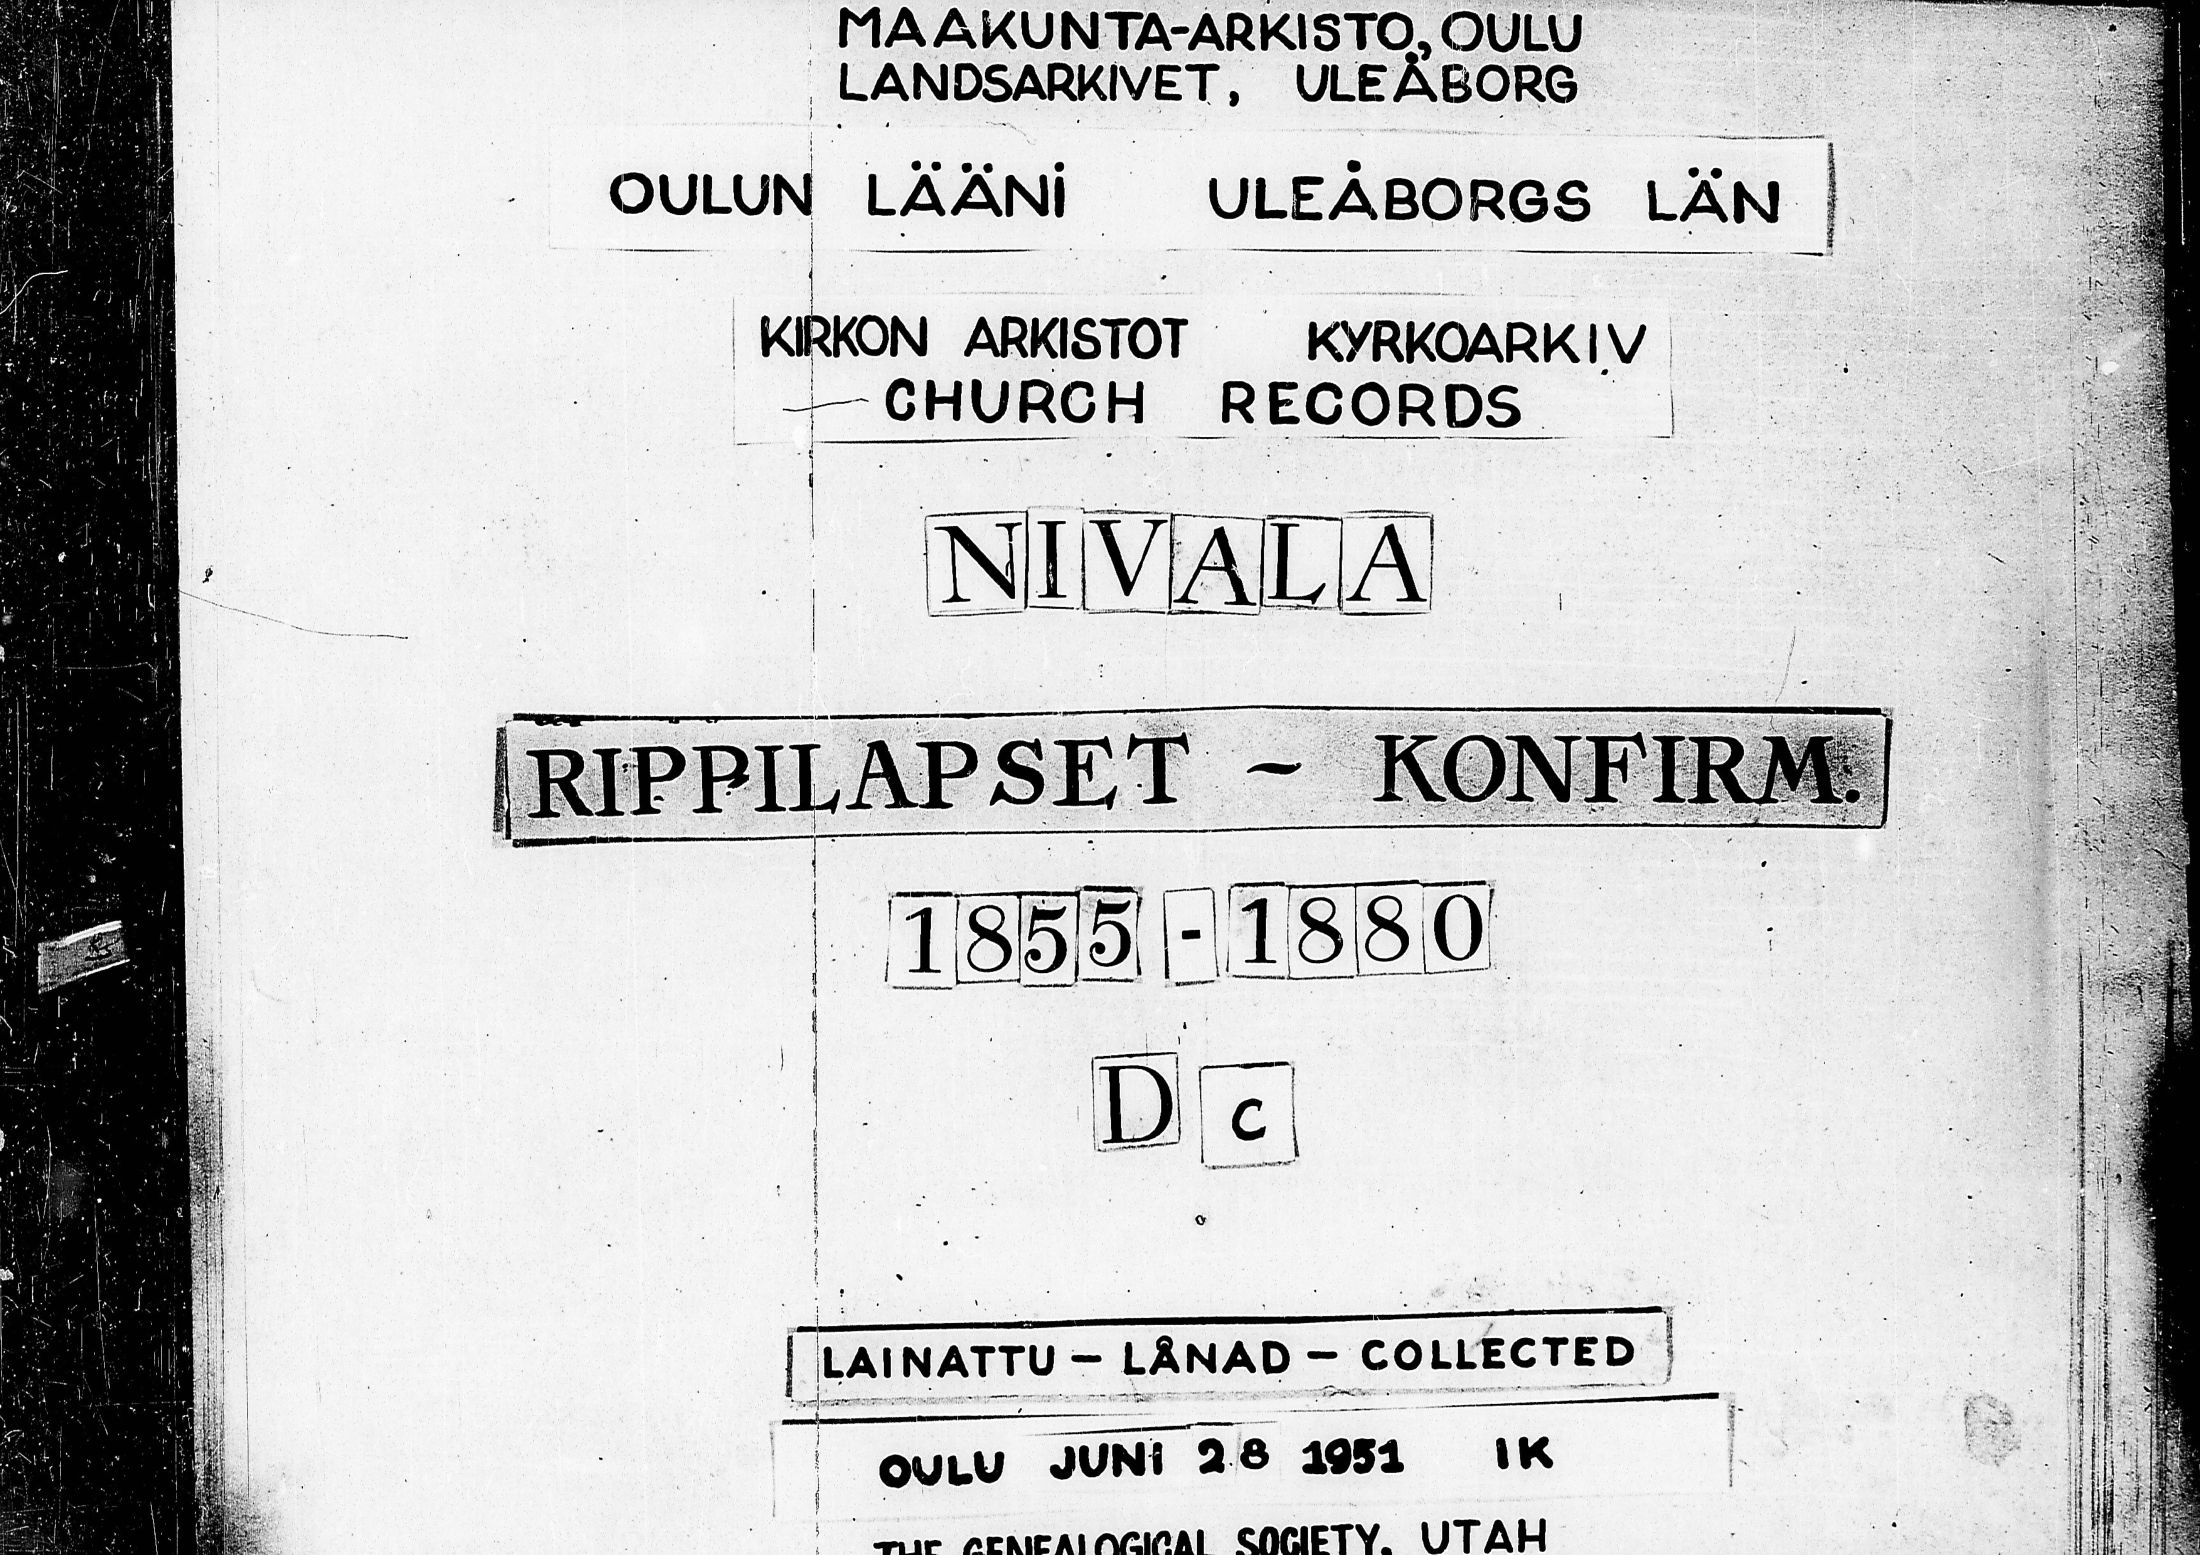 MAAKUNTA-ARKISTO, OULU
LANDSARKIVET, ULEÅBORG
OULUN LÄÄNI ULEÅBORGS LÄN
KIRKON ARKISTOT KYRKOARKIV
CHURCH RECORDS
NIVALA
RIPPILAPSET - KONFIRM.
1855-1880
D c
LAINATTU - LÅNAD - COLLECTED
OULU JUNI 28 1951 IK
THE GENEALOGICAL SOCIETY, UTAH